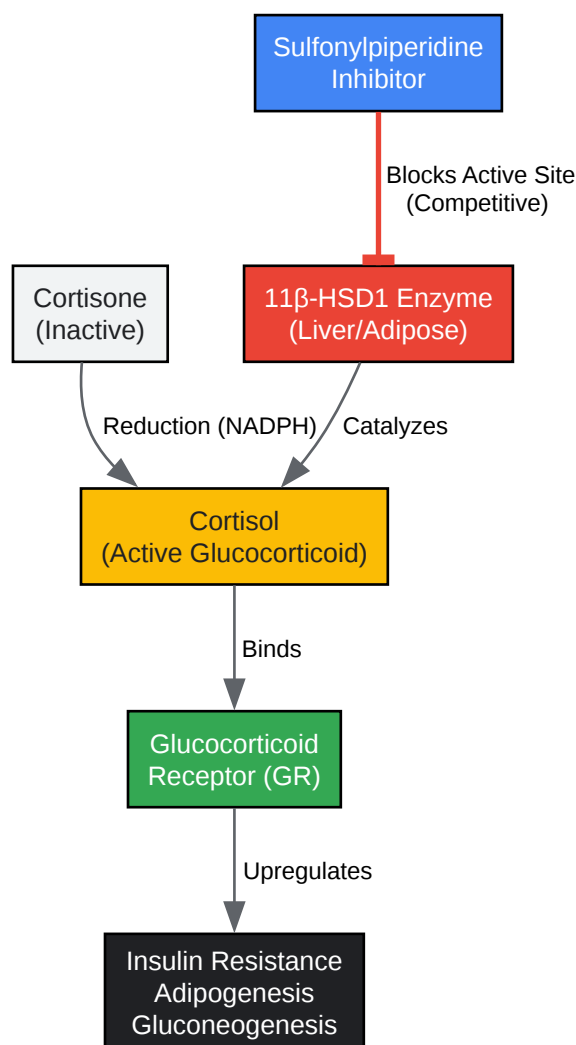 Sulfonylpiperidine
Inhibitor
Blocks Active Site
(Competitive)
Cortisone
(Inactive)
11β-HSD1 Enzyme
(Liver/Adipose)
Reduction (NADPH)
Catalyzes
Cortisol
(Active Glucocorticoid)
Binds
Glucocorticoid
Receptor (GR)
Upregulates
Insulin Resistance
Adipogenesis
Gluconeogenesis